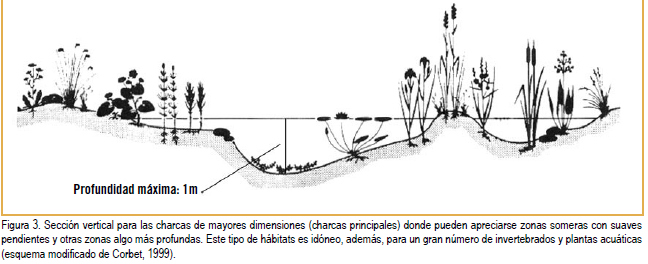 Profundidad máxima: 1m
Figura 3. Sección vertical para las charcas de mayores dimensiones (charcas principales) donde pueden apreciarse zonas someras con suaves
pendientes y otras zonas algo más profundas. Este tipo de hábitats es idóneo, además, para un gran número de invertebrados y plantas acuáticas
(esquema modificado de Corbet, 1999).